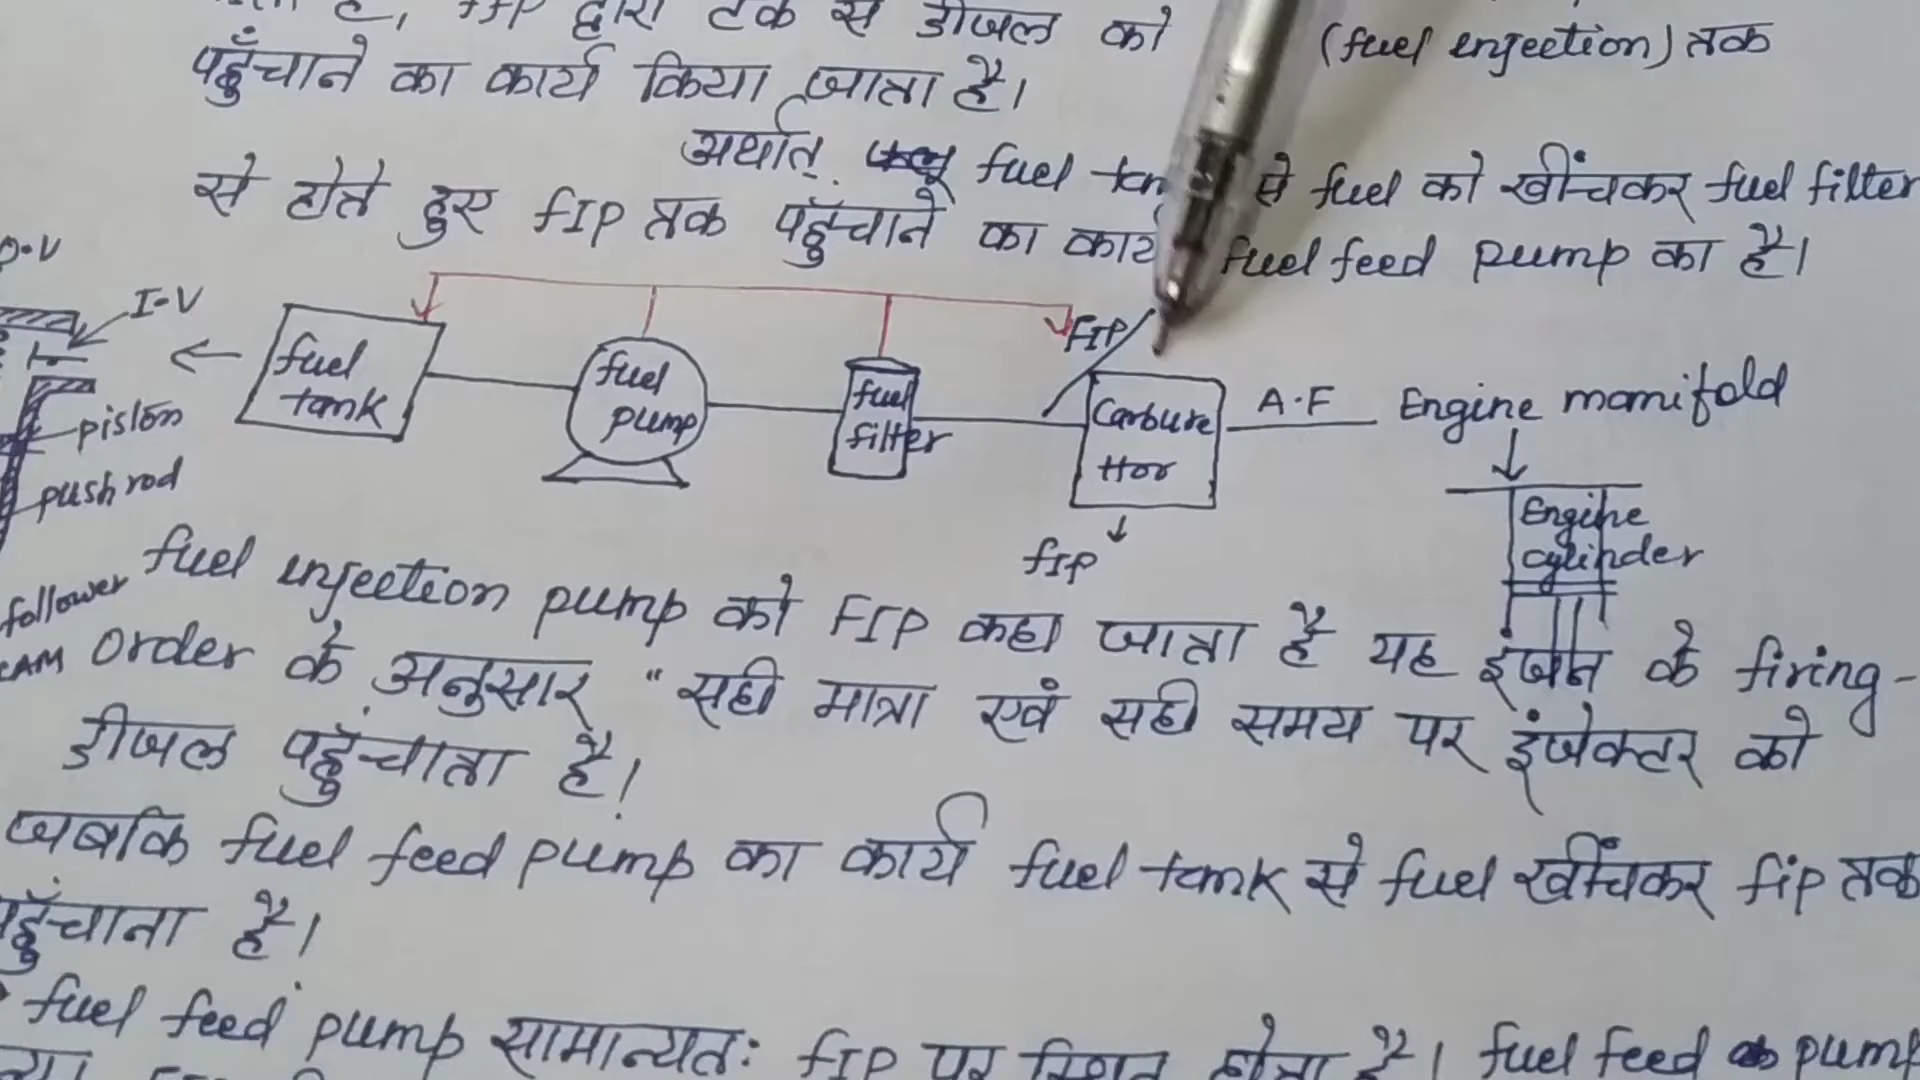 द्वारा टैंक से डीजल को (fuel injection) तक
पहुँचाने का कार्य किया जाता है।
अर्थात् fuel से fuel को खींचकर fuel filter
से होते हुए fIP तक पहुँचाने का कार्य fuel feed pump का है।
O-V
I-V
piston
push rod
follower
CAM
fuel tank
fuel pump
fuel filter
FIP
Carbure
ttor
A.F
Engine manifold
Engine cylinder
fIP
fuel injection pump को FIP कहा जाता है यह इंजन के firing-
order के अनुसार "सही मात्रा एवं सही समय पर इंजेक्टर को
डीजल पहुँचाता है।
जबकि fuel feed pump का कार्य fuel tank से fuel खींचकर fip तक
पहुँचाना है।
fuel feed pump सामान्यतः fIP पर स्थित होता है। fuel feed pump